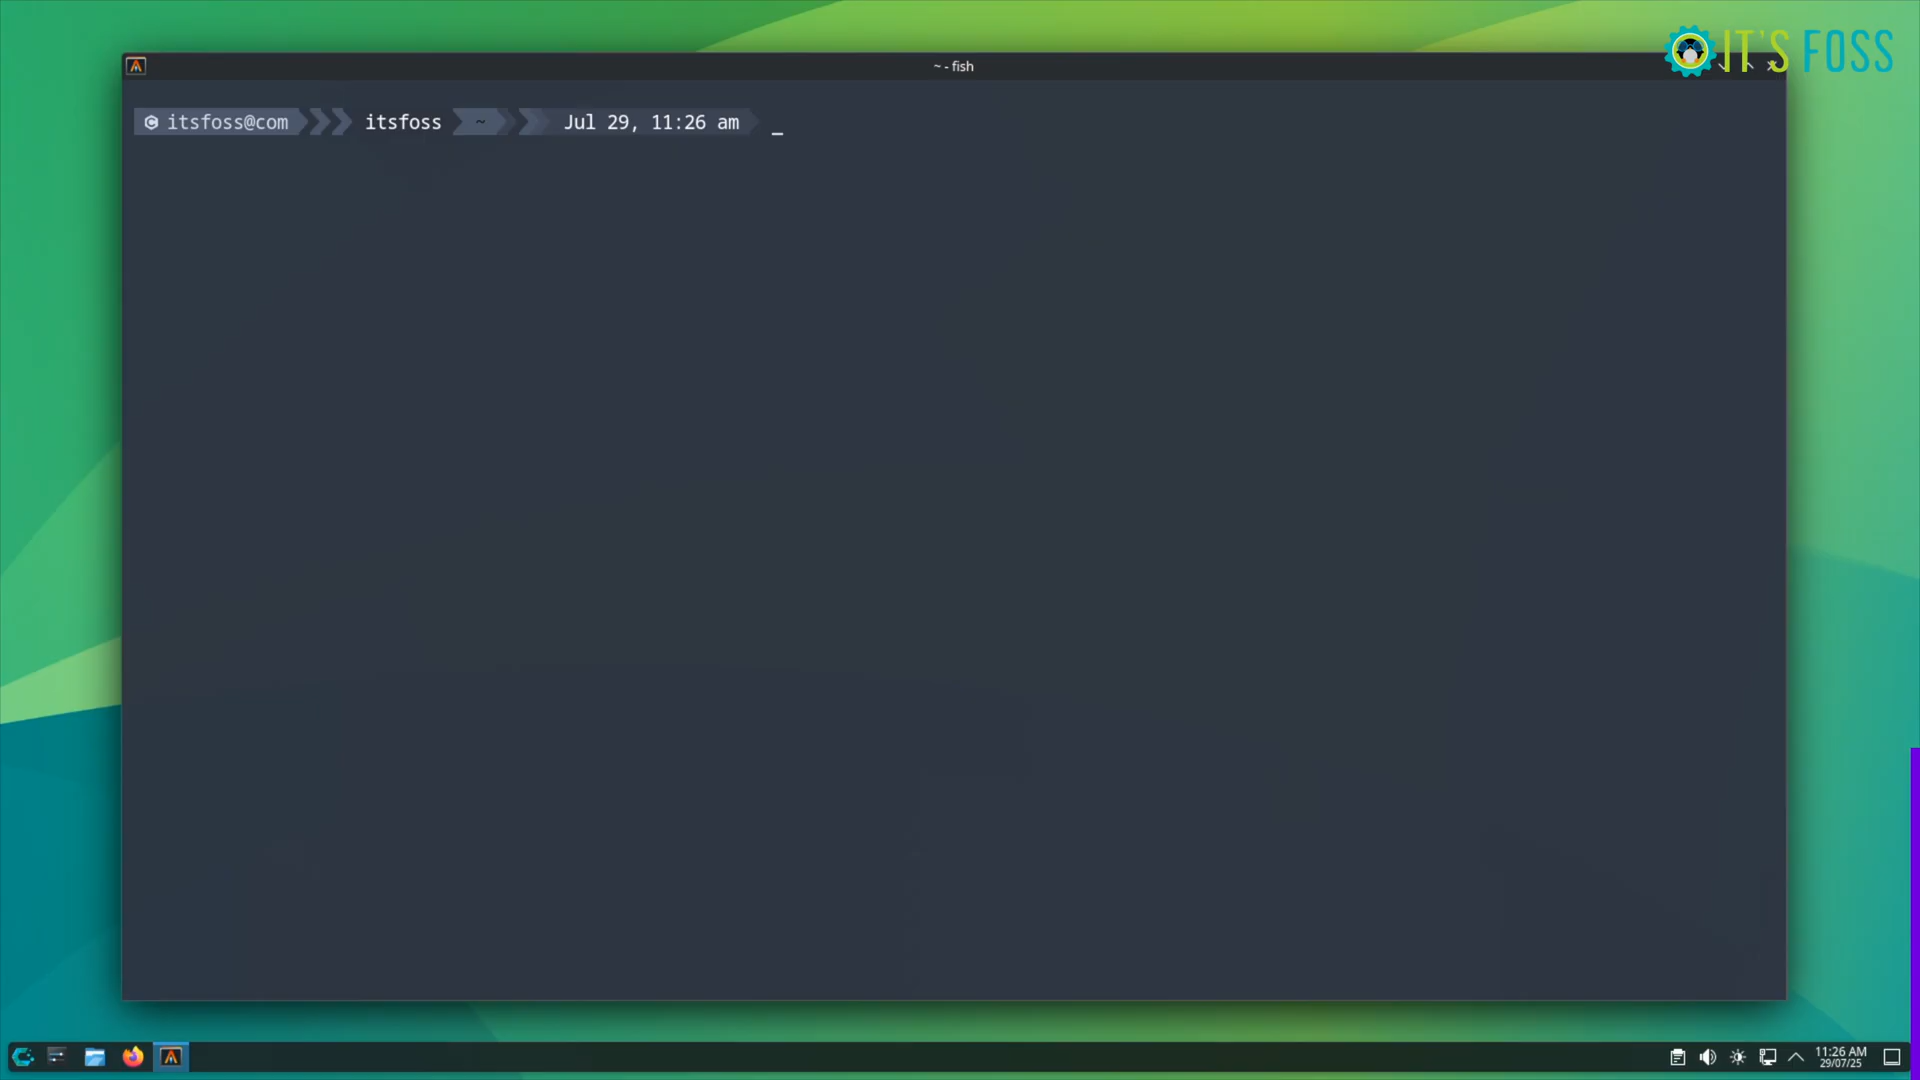 IT'S FOSS
~ - fish
itsfoss@com itsfoss ~ Jul 29, 11:26 am _
11:26 AM
29/07/25